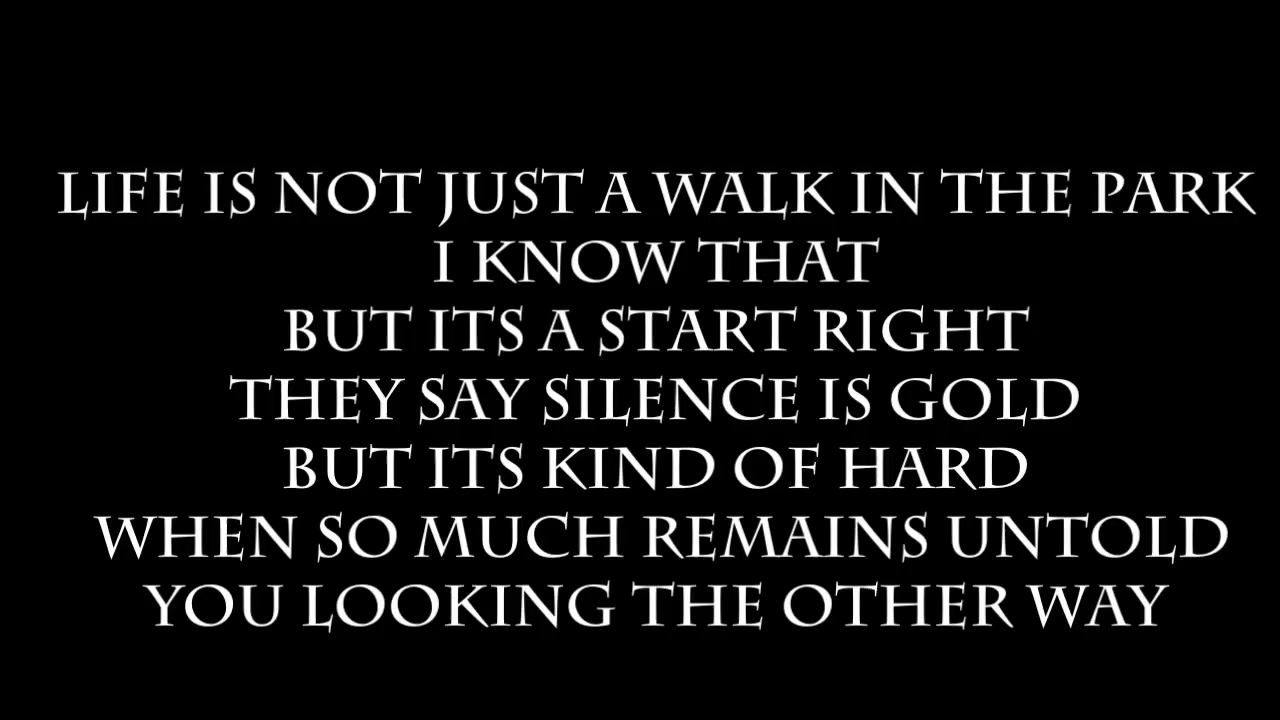 LIFE IS NOT JUST A WALK IN THE PARK
I KNOW THAT
BUT ITS A START RIGHT
THEY SAY SILENCE IS GOLD
BUT ITS KIND OF HARD
WHEN SO MUCH REMAINS UNTOLD
YOU LOOKING THE OTHER WAY